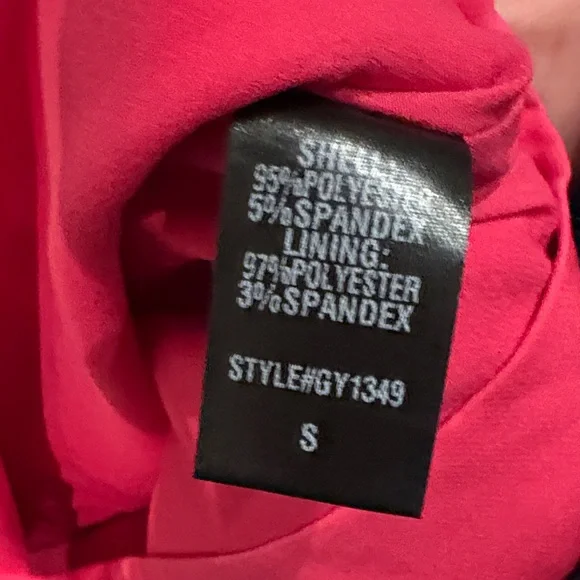 SHELL:
95%POLYESTER
5%SPANDEX
LINING:
97%POLYESTER
3%SPANDEX
STYLE#GY1349
S